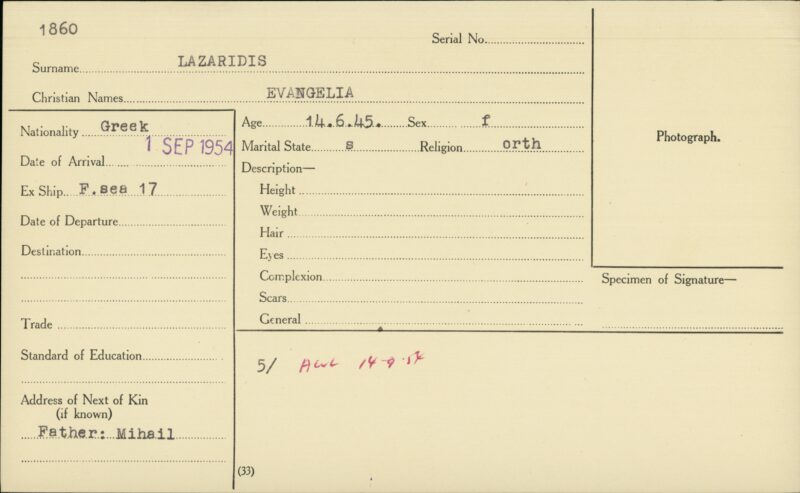 1860
Serial No.
Surname LAZARIDIS
Christian Names EVANGELIA
Nationality Greek
1 SEP 1954
Date of Arrival
Ex Ship F.sea 17
Date of Departure
Destination
Trade
Standard of Education
Address of Next of Kin
(if known)
Father: Mihail
Age 14.6.45. Sex f
Marital State s Religion orth
Description—
Height
Weight
Hair
Eyes
Complexion
Scars
General
5/ 14-9-54
(33)
Photograph.
Specimen of Signature—